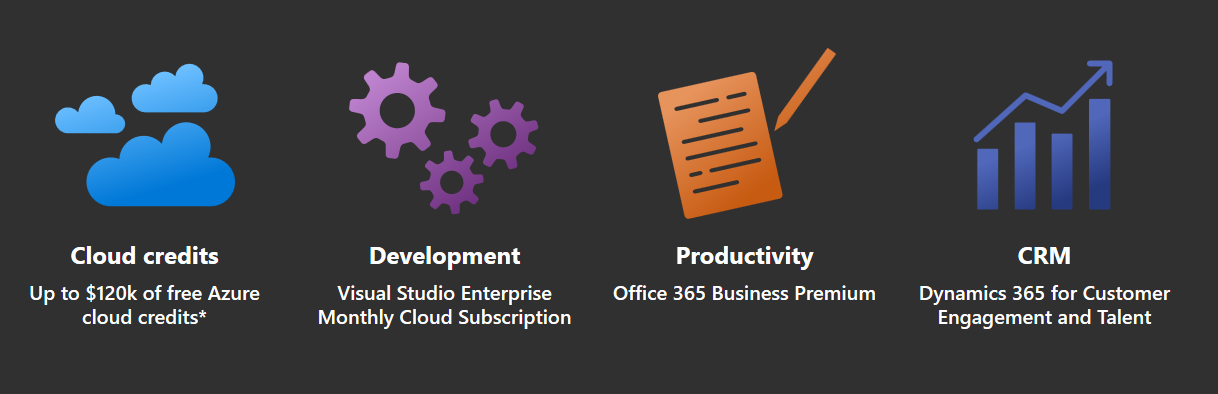 Cloud credits
Up to $120k of free Azure
cloud credits*
Development
Visual Studio Enterprise
Monthly Cloud Subscription
Productivity
Office 365 Business Premium
CRM
Dynamics 365 for Customer
Engagement and Talent